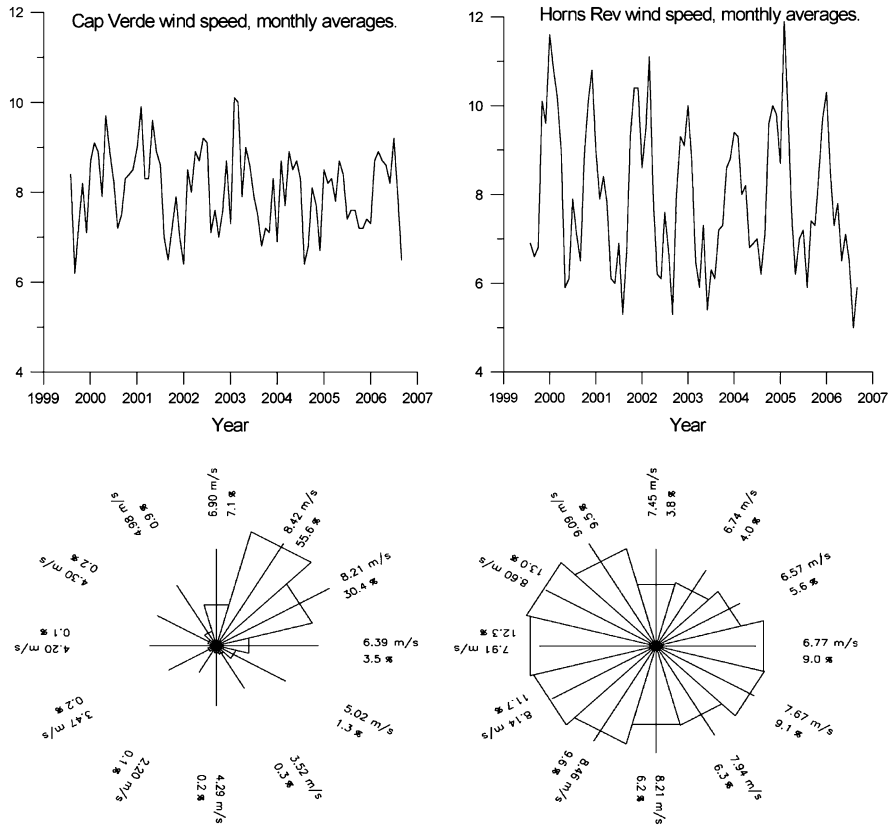 Cap Verde wind speed, monthly averages.
12
10
8
6
4
1999 2000 2001 2002 2003 2004 2005 2006 2007
Year
Horns Rev wind speed, monthly averages.
12
10
8
6
4
1999 2000 2001 2002 2003 2004 2005 2006 2007
Year
6.90 m/s
7.1 %
8.42 m/s
55.6 %
8.21 m/s
30.4 %
6.39 m/s
3.5 %
5.02 m/s
1.3 %
3.52 m/s
0.3 %
4.29 m/s
0.2 %
2.20 m/s
0.1 %
3.47 m/s
0.2 %
4.20 m/s
0.1 %
4.30 m/s
0.2 %
4.98 m/s
0.9 %
7.45 m/s
3.8 %
6.74 m/s
4.0 %
6.57 m/s
5.6 %
6.77 m/s
9.0 %
7.67 m/s
9.1 %
7.94 m/s
6.3 %
8.21 m/s
6.2 %
8.46 m/s
9.6 %
8.14 m/s
11.7 %
7.91 m/s
12.3 %
8.60 m/s
13.0 %
9.09 m/s
9.5 %